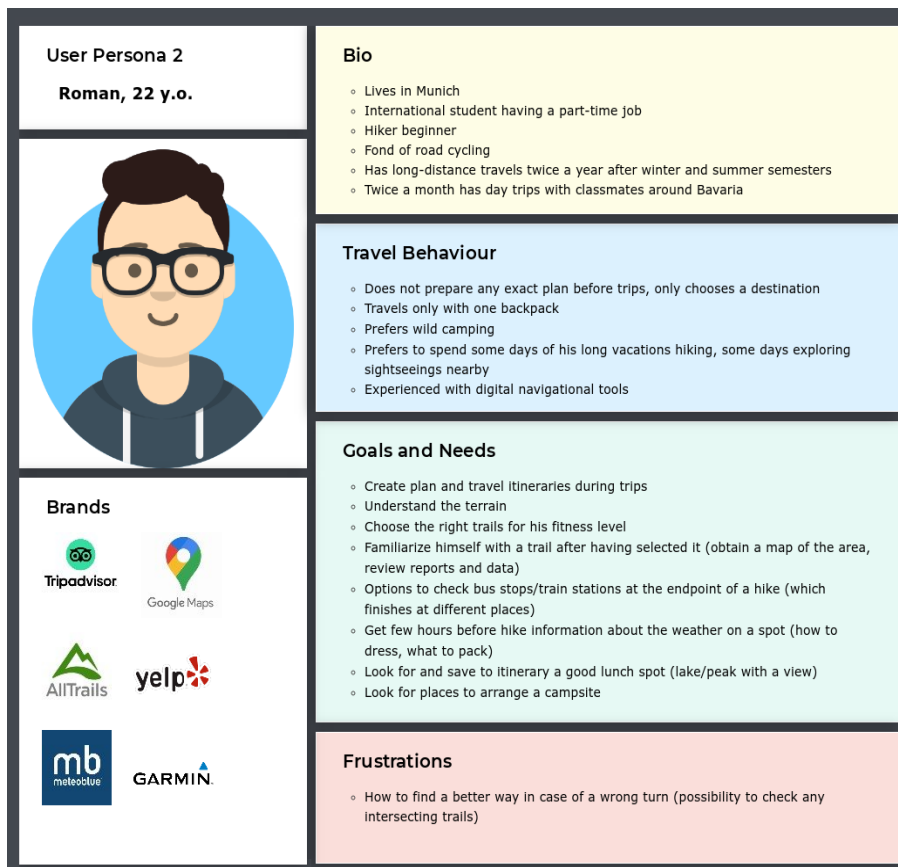 User Persona 2
Roman, 22 y.o.
Brands
Tripadvisor
Google Maps
AllTrails
yelp
mb
meteoblue
GARMIN
Bio
Lives in Munich
International student having a part-time job
Hiker beginner
Fond of road cycling
Has long-distance travels twice a year after winter and summer semesters
Twice a month has day trips with classmates around Bavaria
Travel Behaviour
Does not prepare any exact plan before trips, only chooses a destination
Travels only with one backpack
Prefers wild camping
Prefers to spend some days of his long vacations hiking, some days exploring
sightseeings nearby
Experienced with digital navigational tools
Goals and Needs
Create plan and travel itineraries during trips
Understand the terrain
Choose the right trails for his fitness level
Familiarize himself with a trail after having selected it (obtain a map of the area,
review reports and data)
Options to check bus stops/train stations at the endpoint of a hike (which
finishes at different places)
Get few hours before hike information about the weather on a spot (how to
dress, what to pack)
Look for and save to itinerary a good lunch spot (lake/peak with a view)
Look for places to arrange a campsite
Frustrations
How to find a better way in case of a wrong turn (possibility to check any
intersecting trails)